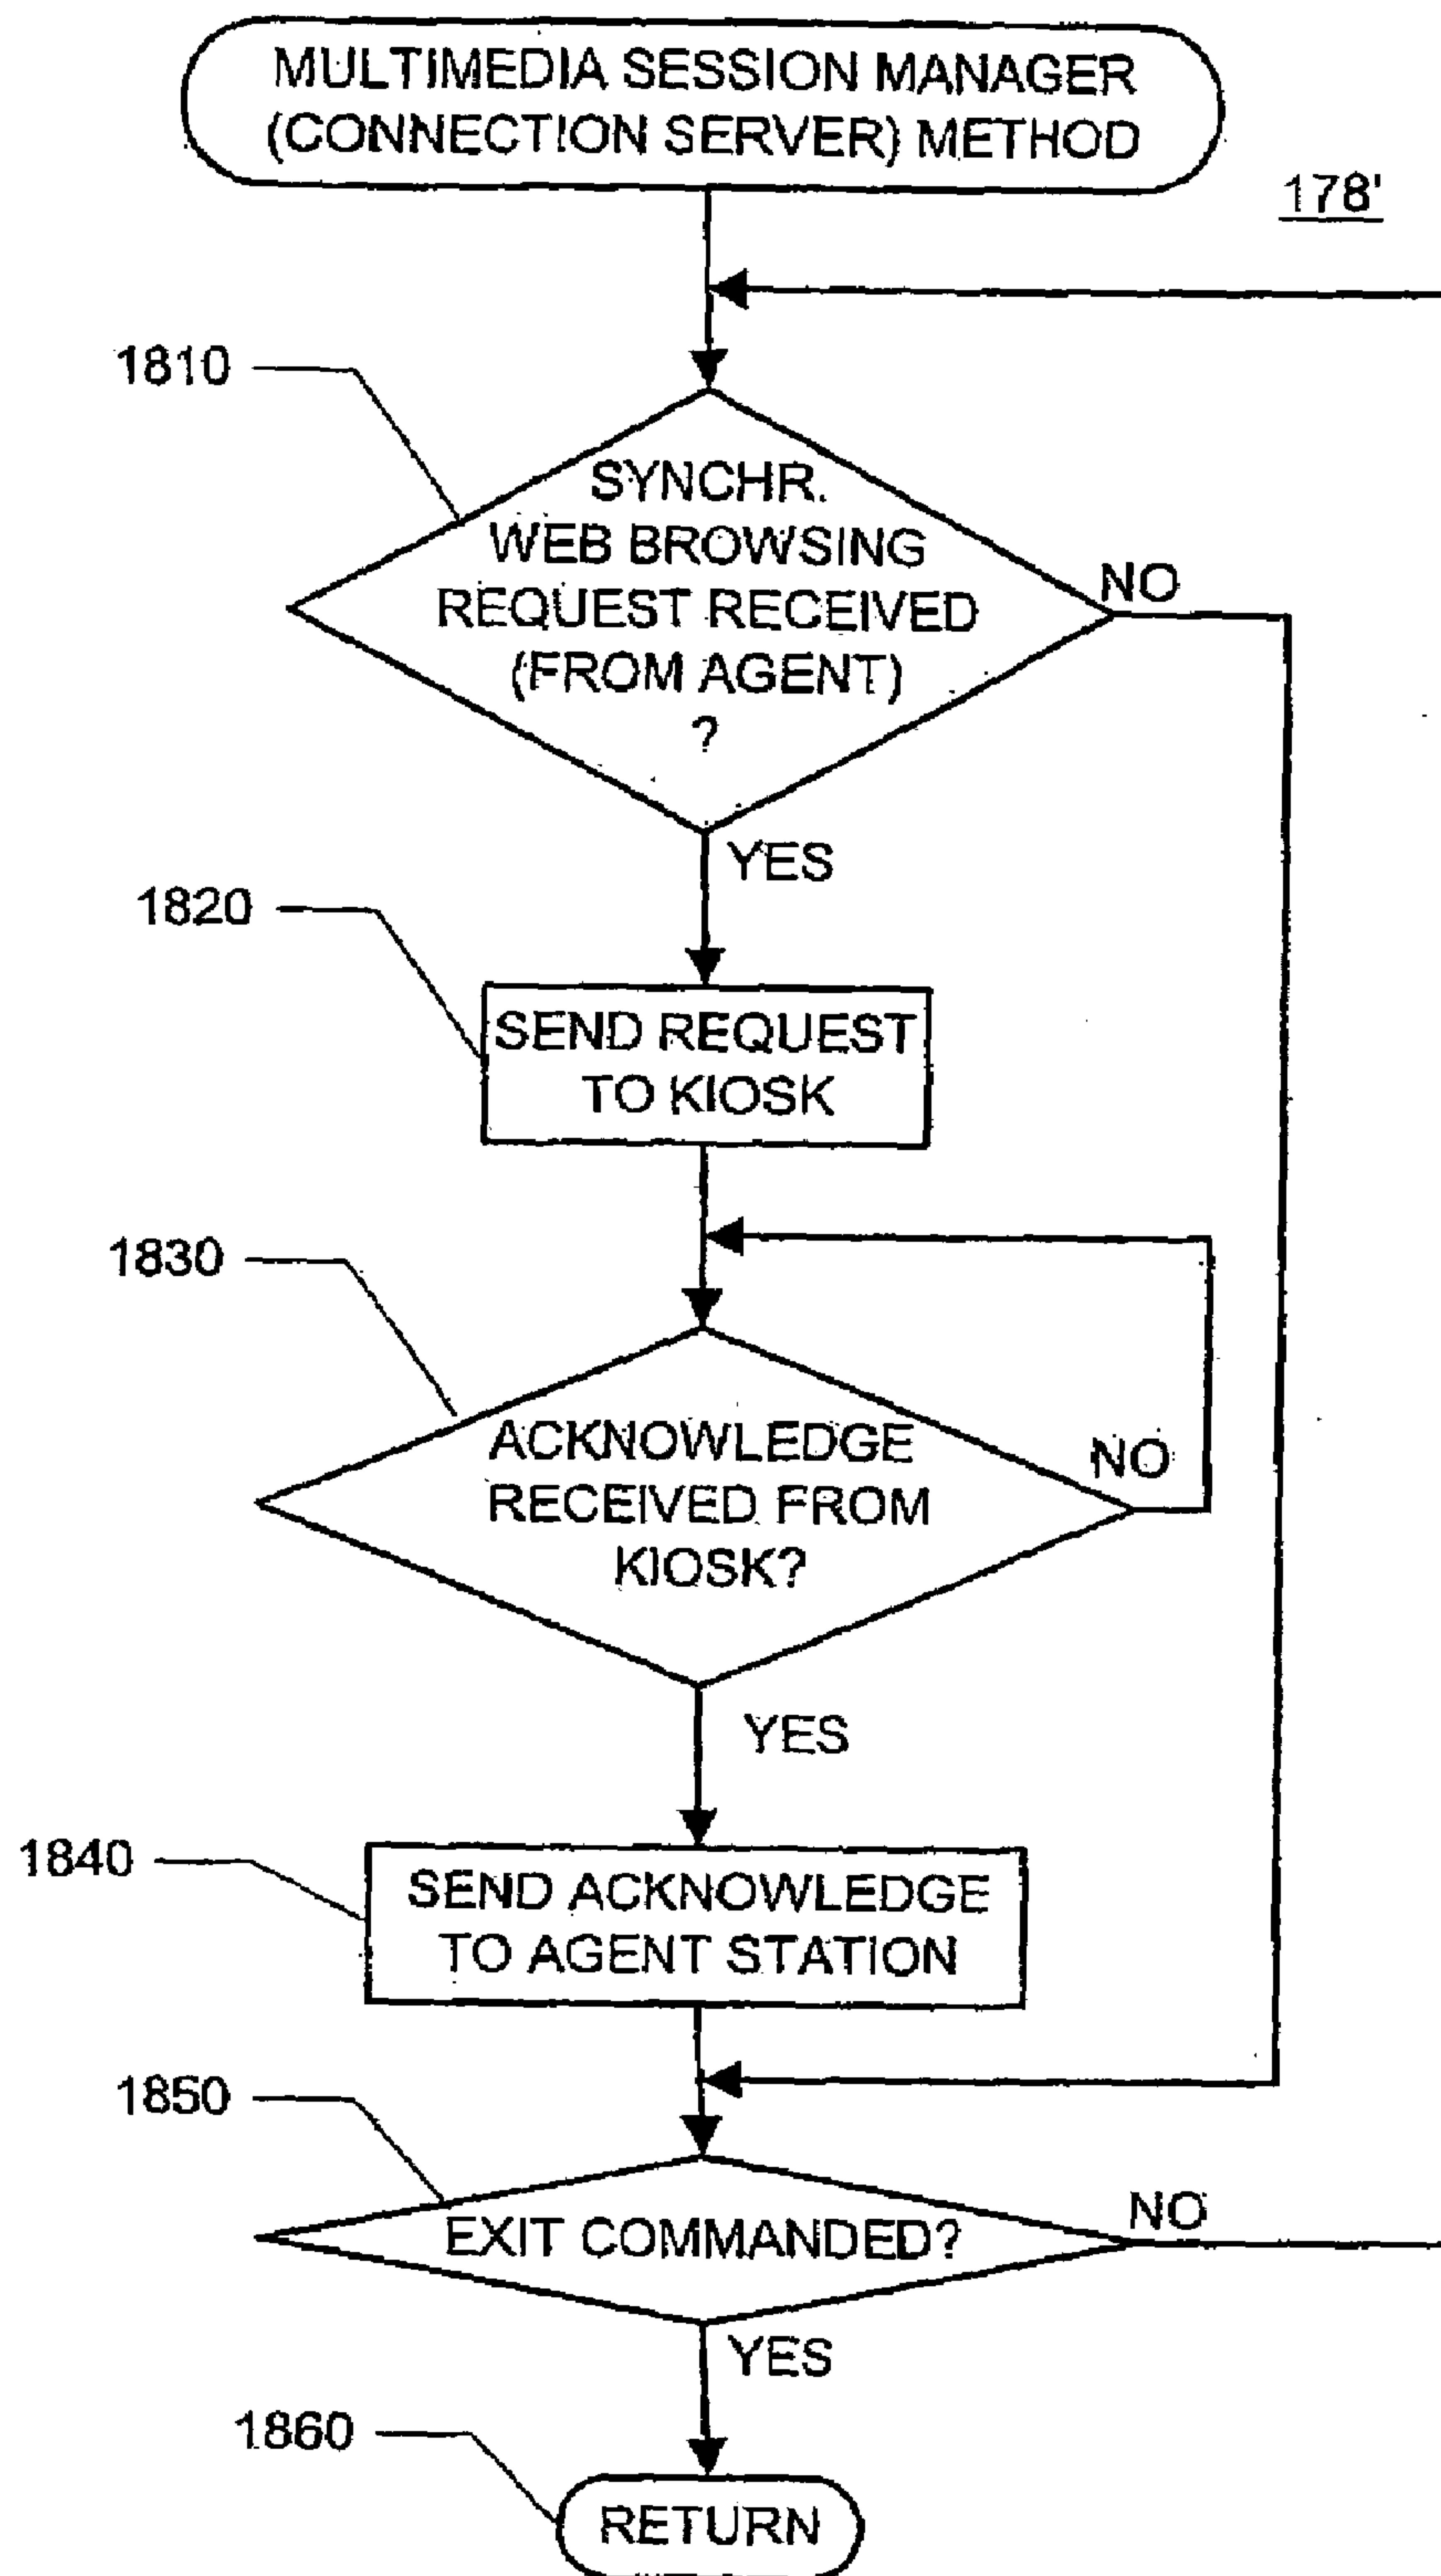 MULTIMEDIA SESSION MANAGER
(CONNECTION SERVER) METHOD
178'
1810
SYNCHR.
WEB BROWSING
REQUEST RECEIVED
(FROM AGENT)
?
NO
YES
1820
SEND REQUEST
TO KIOSK
1830
ACKNOWLEDGE
RECEIVED FROM
KIOSK?
NO
YES
1840
SEND ACKNOWLEDGE
TO AGENT STATION
1850
EXIT COMMANDED?
NO
YES
1860
RETURN